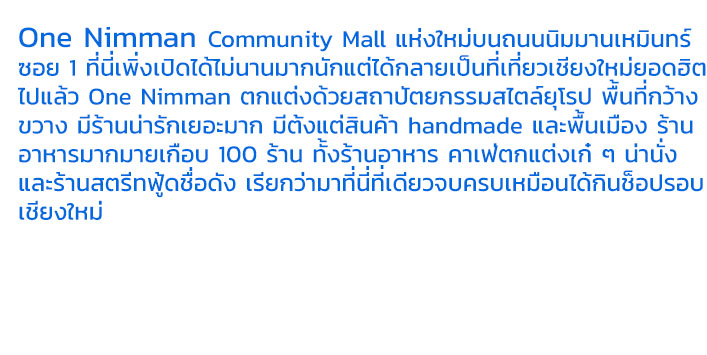 One Nimman Community Mall แห่งใหม่บนถนนนิมมานเหมินทร์
ซอย 1 ที่นี่เพิ่งเปิดได้ไม่นานมากนักแต่ได้กลายเป็นที่เที่ยวเชียงใหม่ยอดฮิต
ไปแล้ว One Nimman ตกแต่งด้วยสถาปัตยกรรมสไตล์ยุโรป พื้นที่กว้าง
ขวาง มีร้านน่ารักเยอะมาก มีตั้งแต่สินค้า handmade และพื้นเมือง ร้าน
อาหารมากมายเกือบ 100 ร้าน ทั้งร้านอาหาร คาเฟ่ตกแต่งเก๋ ๆ น่านั่ง
และร้านสตรีทฟู้ดชื่อดัง เรียกว่ามาที่นี่ที่เดียวจบครบเหมือนได้กินช็อปรอบ
เชียงใหม่